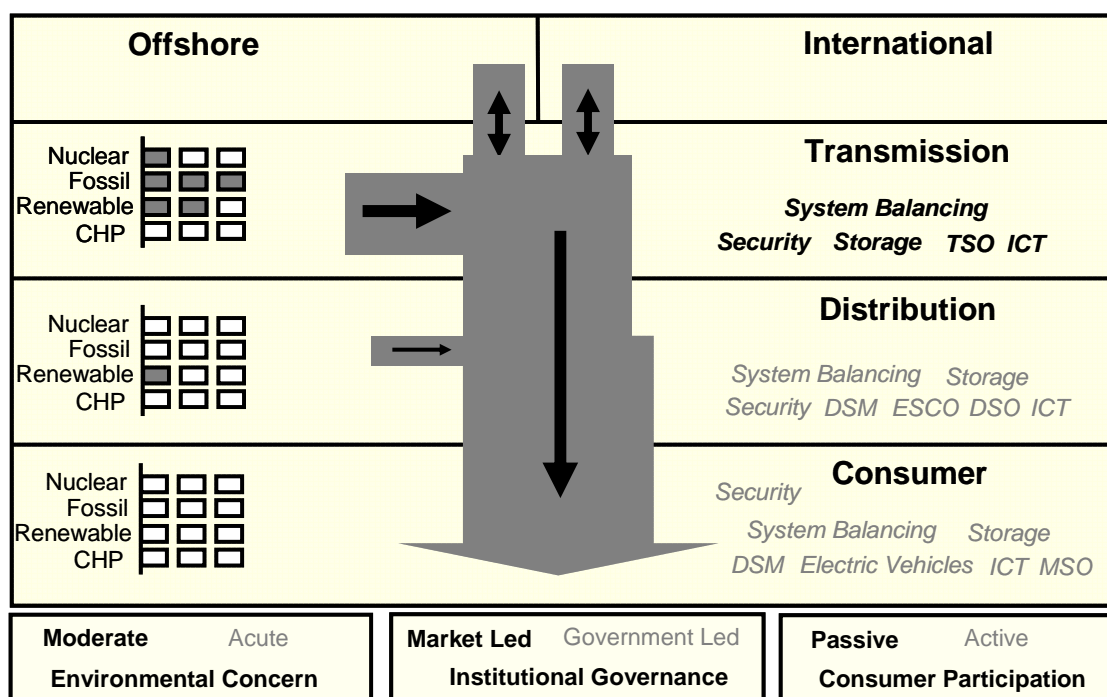 Offshore
International
Nuclear
Fossil
Renewable
CHP
Transmission
System Balancing
Security Storage TSO ICT
Nuclear
Fossil
Renewable
CHP
Distribution
System Balancing Storage
Security DSM ESCO DSO ICT
Nuclear
Fossil
Renewable
CHP
Consumer
Security
System Balancing Storage
DSM Electric Vehicles ICT MSO
Moderate Acute
Environmental Concern
Market Led Government Led
Institutional Governance
Passive Active
Consumer Participation